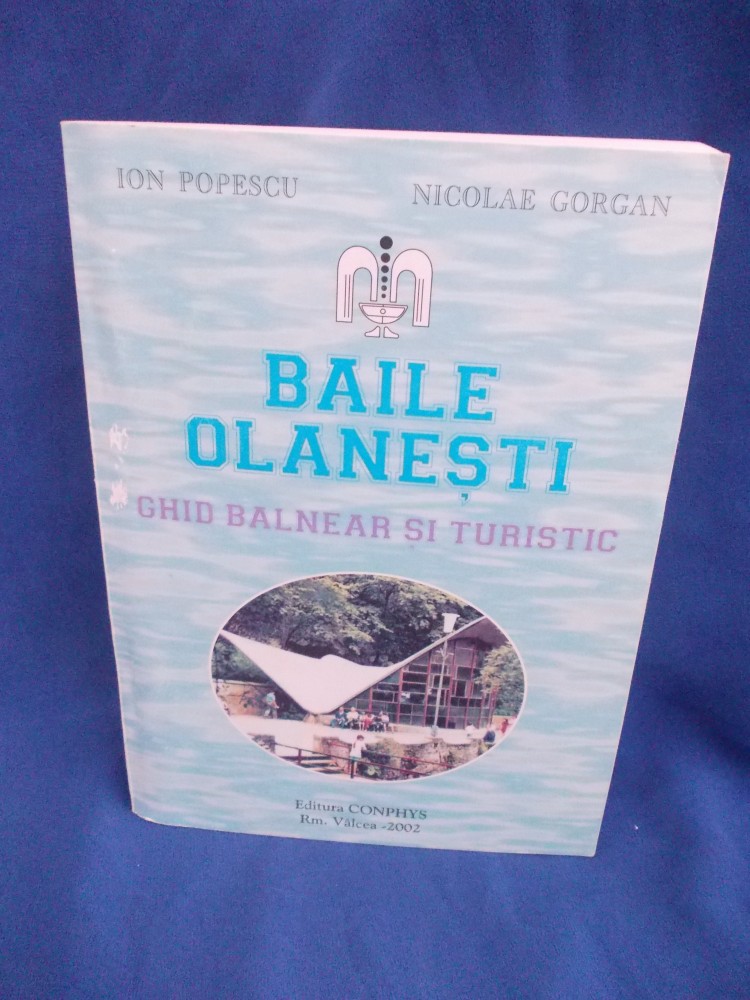 ION POPESCU NICOLAE GORGAN
BAILE
OLANEȘTI
GHID BALNEAR SI TURISTIC
Editura CONPHYS
Rm. Vâlcea -2002